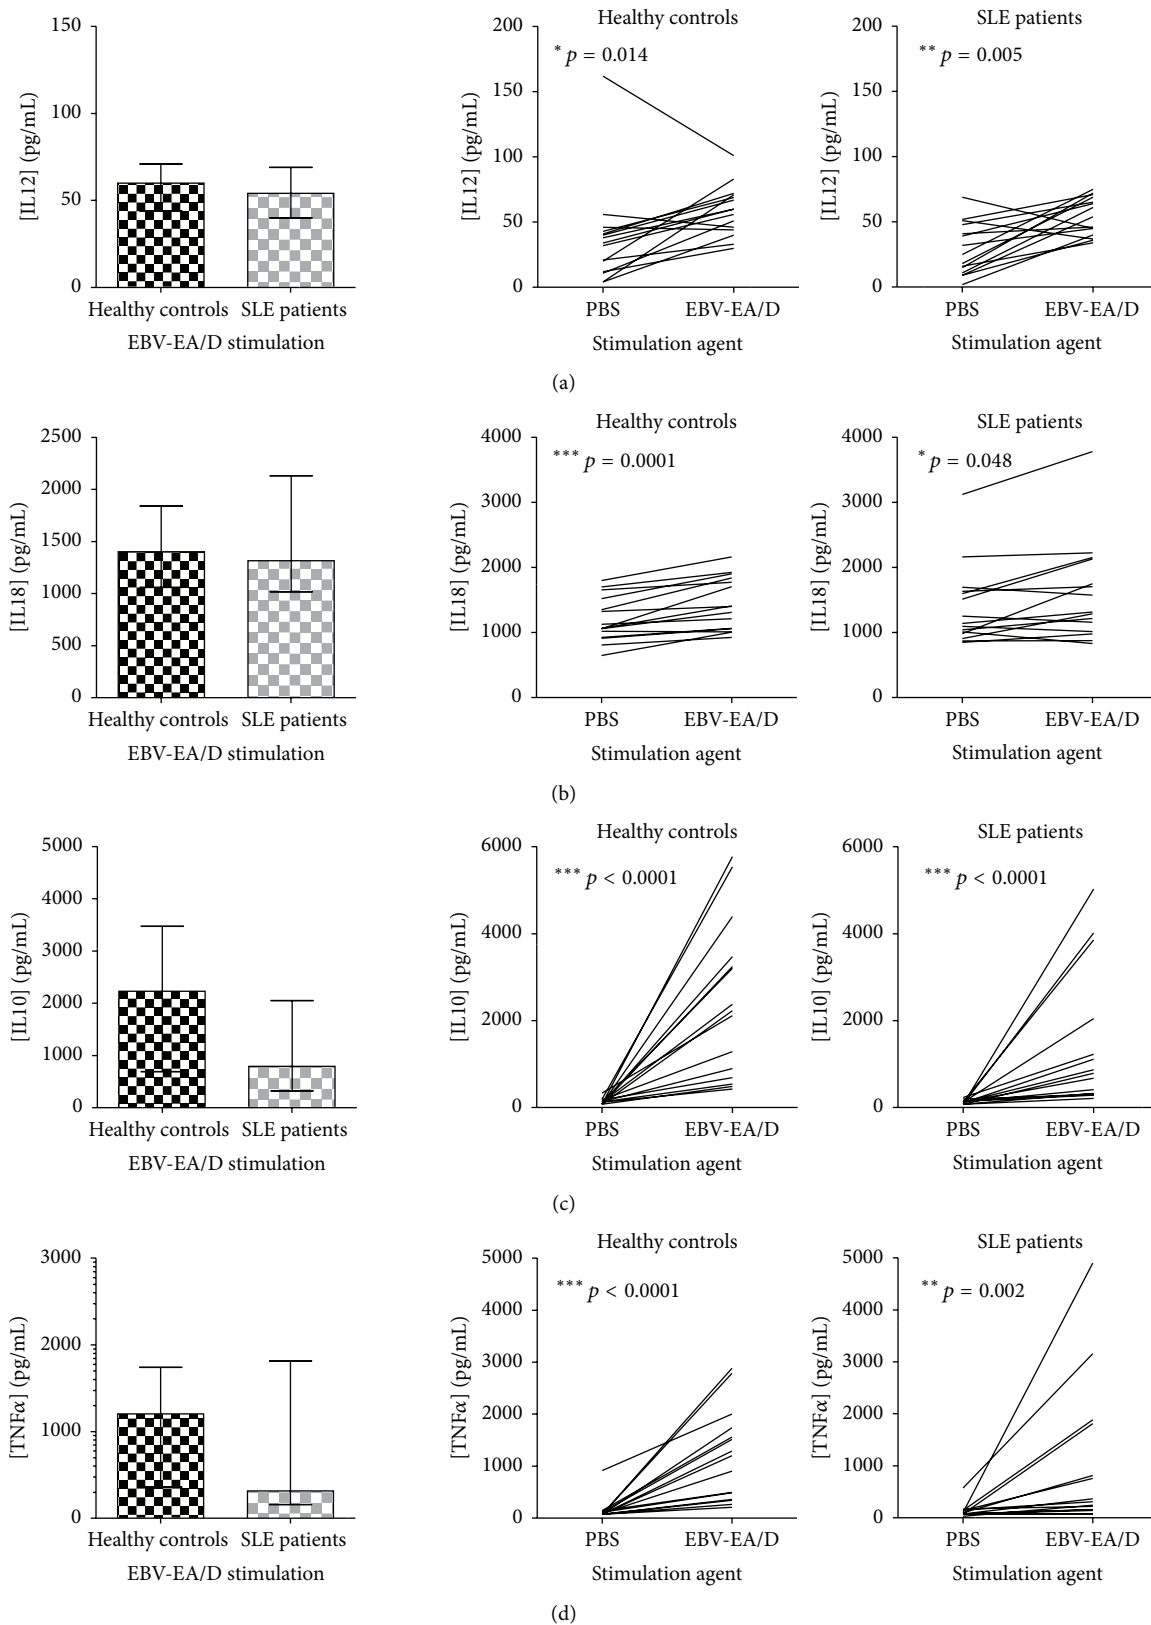 Healthy controls
SLE patients
150
100
50
0
[IL12] (pg/mL)
Healthy controls SLE patients
EBV-EA/D stimulation
200
150
100
50
0
[IL12] (pg/mL)
* p = 0.014
PBS EBV-EA/D
Stimulation agent
200
150
100
50
0
[IL12] (pg/mL)
** p = 0.005
PBS EBV-EA/D
Stimulation agent
(a)
Healthy controls
SLE patients
2500
2000
1500
1000
500
0
[IL18] (pg/mL)
Healthy controls SLE patients
EBV-EA/D stimulation
4000
3000
2000
1000
0
[IL18] (pg/mL)
*** p = 0.0001
PBS EBV-EA/D
Stimulation agent
4000
3000
2000
1000
0
[IL18] (pg/mL)
* p = 0.048
PBS EBV-EA/D
Stimulation agent
(b)
Healthy controls
SLE patients
5000
4000
3000
2000
1000
0
[IL10] (pg/mL)
Healthy controls SLE patients
EBV-EA/D stimulation
6000
4000
2000
0
[IL10] (pg/mL)
*** p < 0.0001
PBS EBV-EA/D
Stimulation agent
6000
4000
2000
0
[IL10] (pg/mL)
*** p < 0.0001
PBS EBV-EA/D
Stimulation agent
(c)
Healthy controls
SLE patients
3000
2000
1000
0
[TNFα] (pg/mL)
Healthy controls SLE patients
EBV-EA/D stimulation
5000
4000
3000
2000
1000
0
[TNFα] (pg/mL)
*** p < 0.0001
PBS EBV-EA/D
Stimulation agent
5000
4000
3000
2000
1000
0
[TNFα] (pg/mL)
** p = 0.002
PBS EBV-EA/D
Stimulation agent
(d)